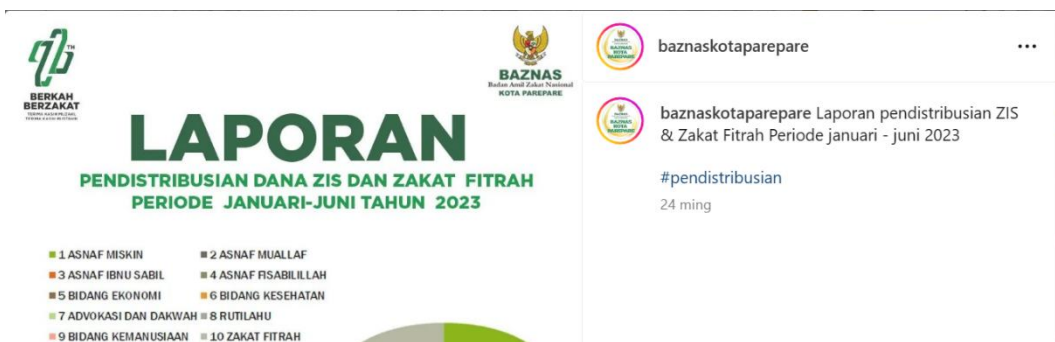 BERKAH
BERZAKAT
BAZNAS
Badan Amil Zakat Nasional
KOTA PAREPARE
LAPORAN
PENDISTRIBUSIAN DANA ZIS DAN ZAKAT FITRAH
PERIODE JANUARI-JUNI TAHUN 2023
1 ASNAF MISKIN
2 ASNAF MUALLAF
3 ASNAF IBNU SABIL
4 ASNAF FISABILILLAH
5 BIDANG EKONOMI
6 BIDANG KESEHATAN
7 ADVOKASI DAN DAKWAH
8 RUTILAHU
9 BIDANG KEMANUSIAAN
10 ZAKAT FITRAH
baznaskotaparepare
baznaskotaparepare Laporan pendistribusian ZIS
& Zakat Fitrah Periode januari - juni 2023
#pendistribusian
24 ming